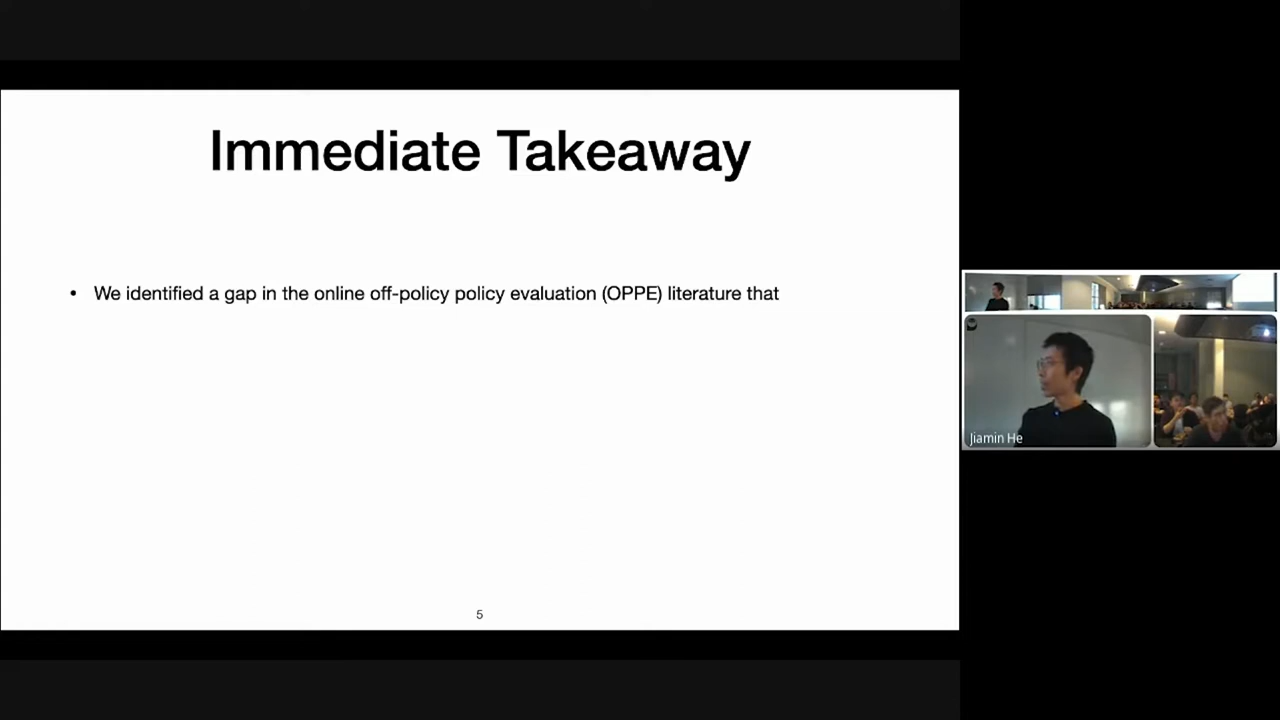 Immediate Takeaway
• We identified a gap in the online off-policy policy evaluation (OPPE) literature that
5
Jiamin He